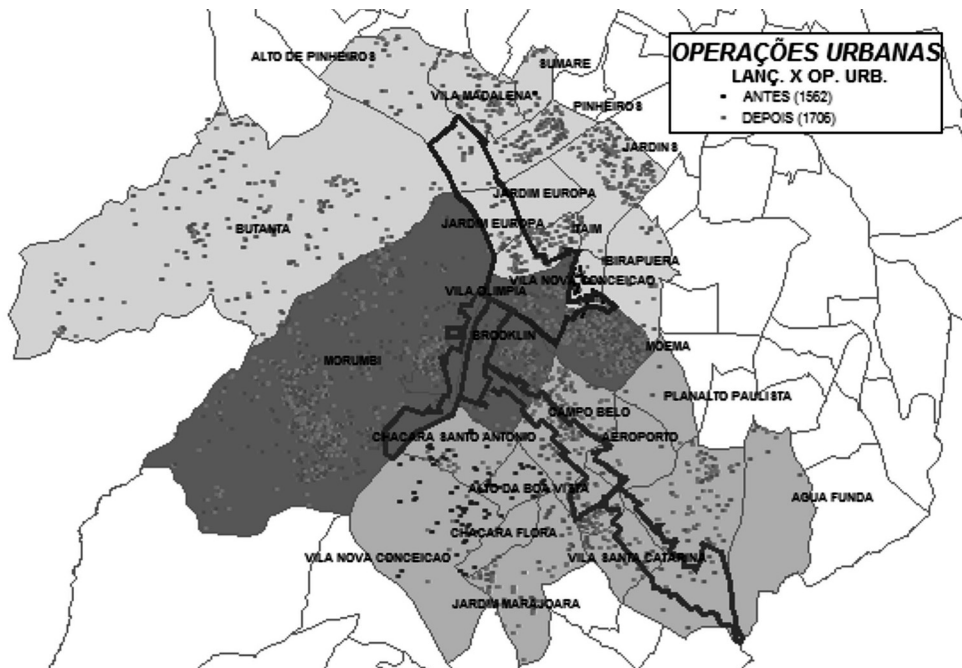 OPERAÇÕES URBANAS
LANÇ. X OP. URB.
ANTES (1562)
DEPOIS (1706)
ALTO DE PINHEIROS
SUMARE
VILA MADALENA
PINHEIROS
JARDINS
JARDIM EUROPA
BUTANTA
JARDIM EUROPA
ITAIM
IBIRAPUERA
VILA NOVA CONCEICAO
VILA OLIMPIA
BROOKLIN
MOEMA
MORUMBI
PLANALTO PAULISTA
CAMPO BELO
CHACARA SANTO ANTONIO
AEROPORTO
ALTO DA BOA VISTA
AGUA FUNDA
CHACARA FLORA
VILA NOVA CONCEICAO
VILA SANTA CATARINA
JARDIM MARAJOARA